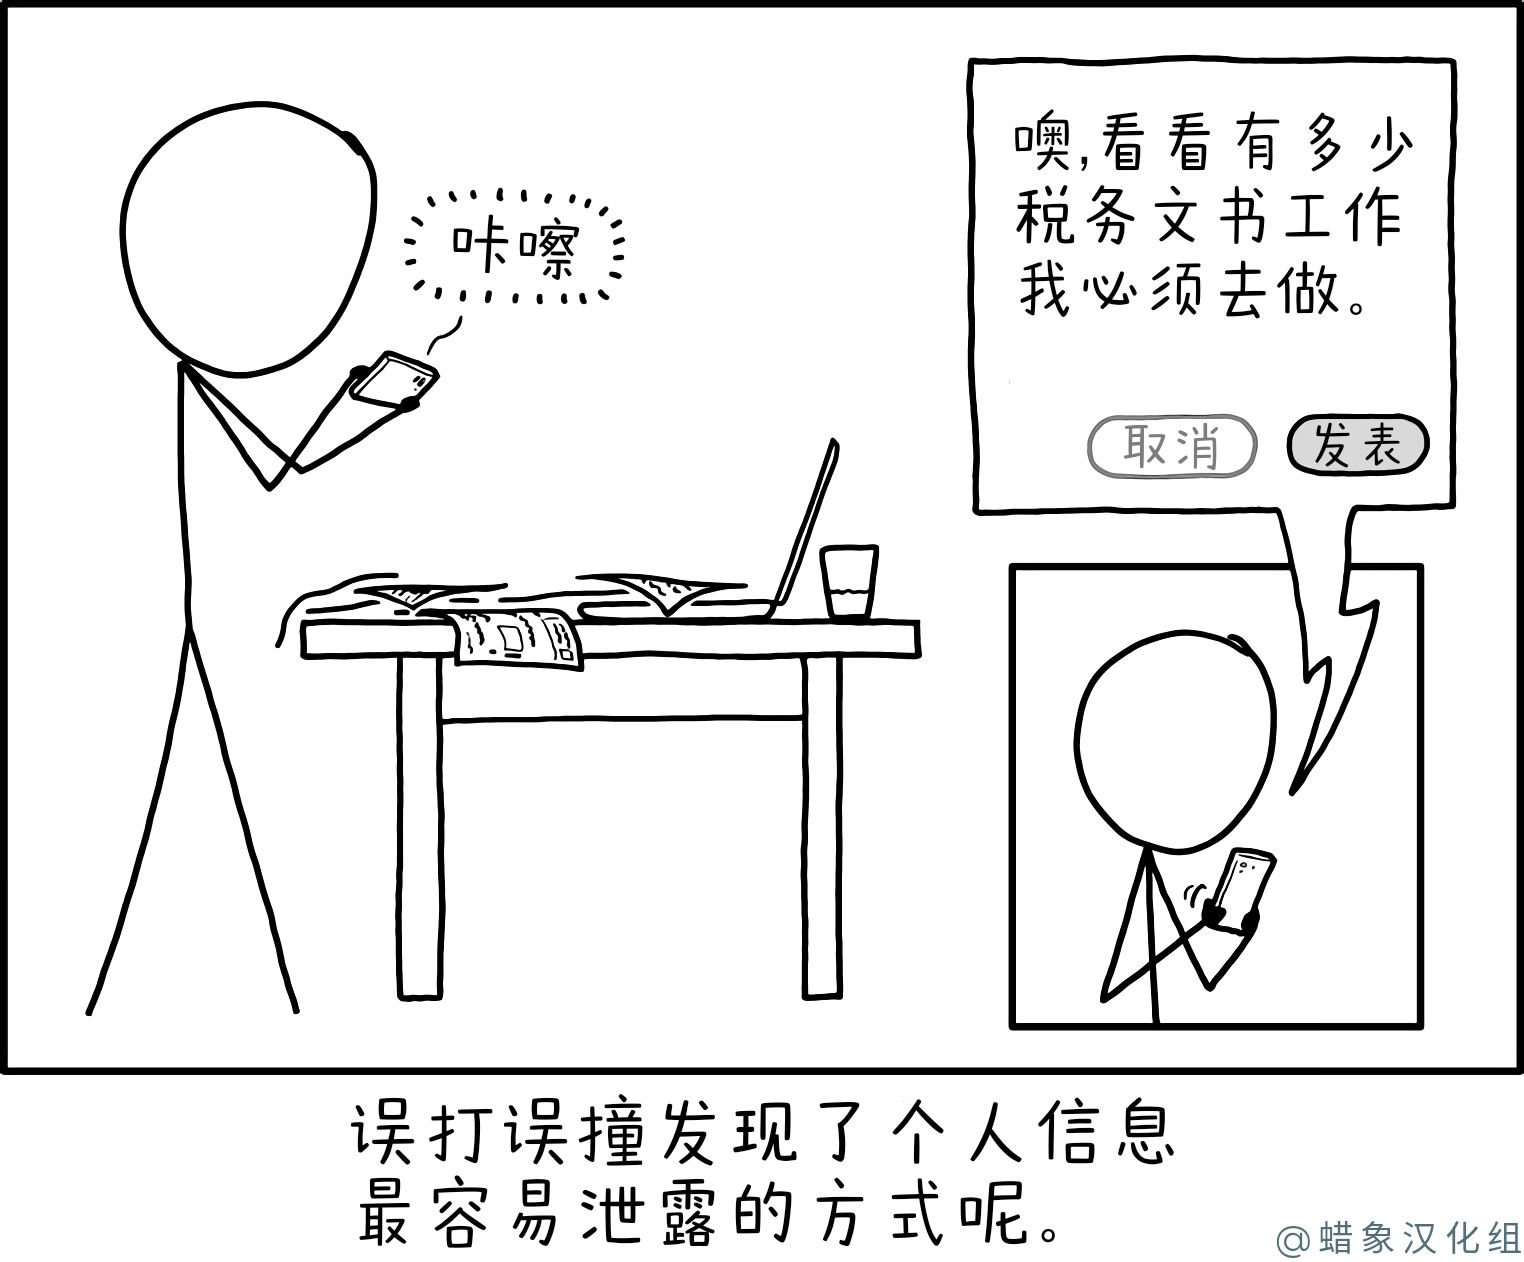 咔嚓
噢,看看有多少
税务文书工作
我必须去做。
取消
发表
误打误撞发现了个人信息
最容易泄露的方式呢。
@蜡象汉化组